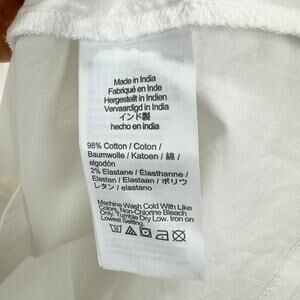 Made in India
Fabriqué en Inde
Hergestellt in Indien
Vervaardigd in India
インド製
hecho en India
98% Cotton / Coton /
Baumwolle / Katoen / 綿 /
algodón
2% Elastane / Élasthanne /
Elastan / Elastaan / ポリウ
レタン / elastano
Machine Wash Cold With Like
Colors, Non-Chlorine Bleach
Only, Tumble Dry Low, Iron on
Lowest Setting.